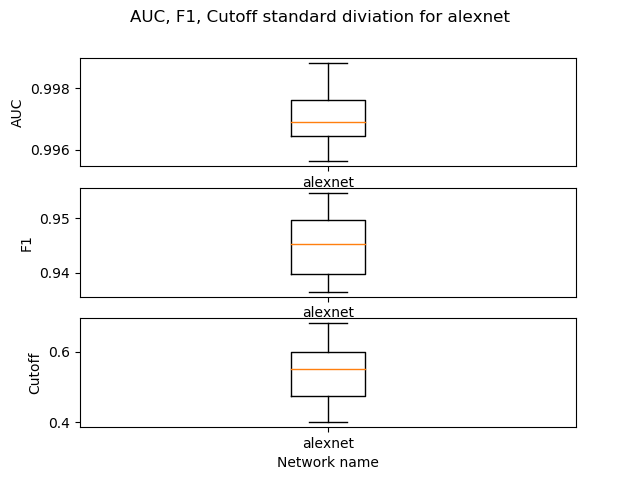 AUC, F1, Cutoff standard diviation for alexnet
0.998
0.996
AUC
alexnet
0.95
0.94
F1
alexnet
0.6
0.4
Cutoff
alexnet
Network name